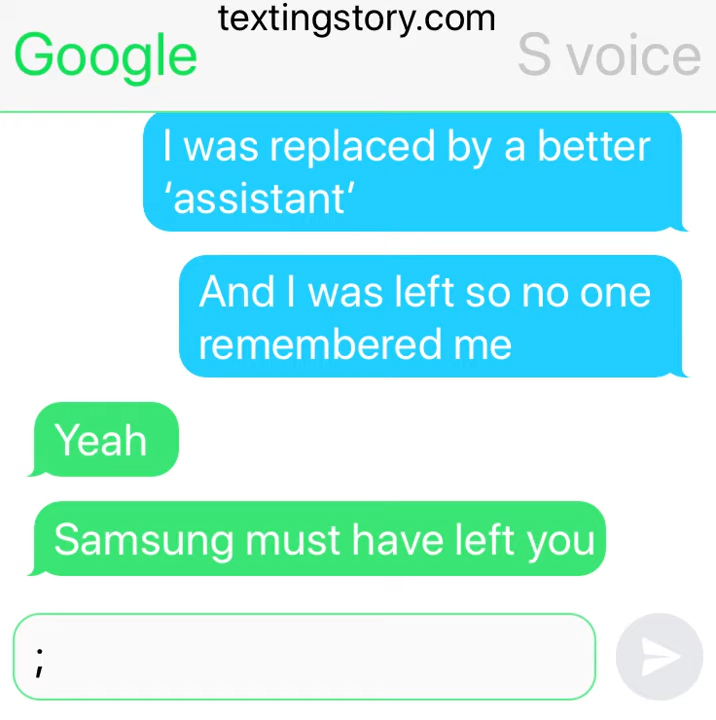 textingstory.com
Google
S voice
I was replaced by a better
‘assistant’
And I was left so no one
remembered me
Yeah
Samsung must have left you
;